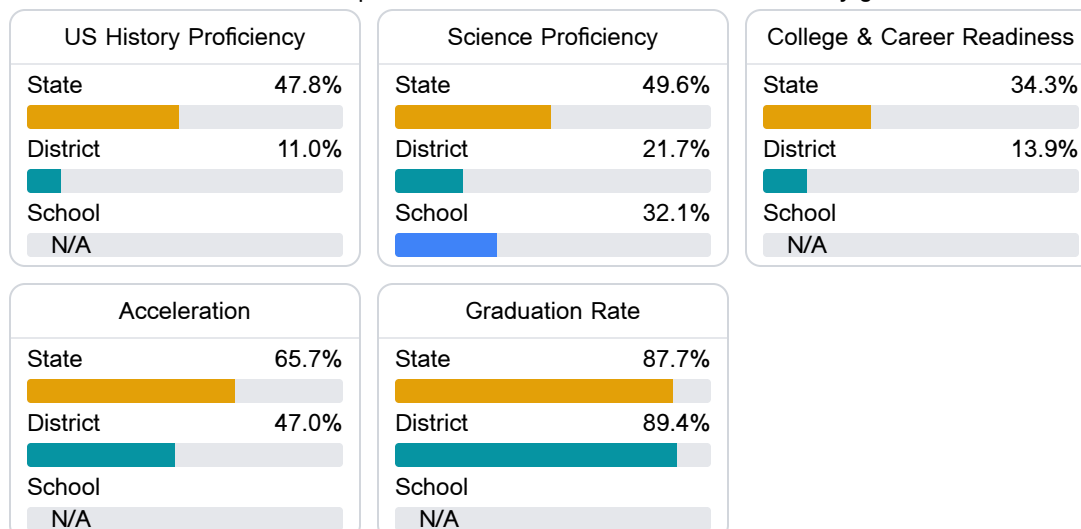 US History Proficiency
State 47.8%
District 11.0%
School
N/A
Science Proficiency
State 49.6%
District 21.7%
School 32.1%
College & Career Readiness
State 34.3%
District 13.9%
School
N/A
Acceleration
State 65.7%
District 47.0%
School
N/A
Graduation Rate
State 87.7%
District 89.4%
School
N/A